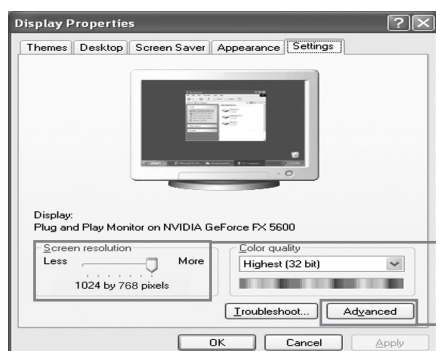 Display Properties
Themes Desktop Screen Saver Appearance Settings
Display:
Plug and Play Monitor on NVIDIA GeForce FX 5600
Screen resolution
Less More
1024 by 768 pixels
Color quality
Highest (32 bit)
Troubleshoot... Advanced
OK Cancel Apply